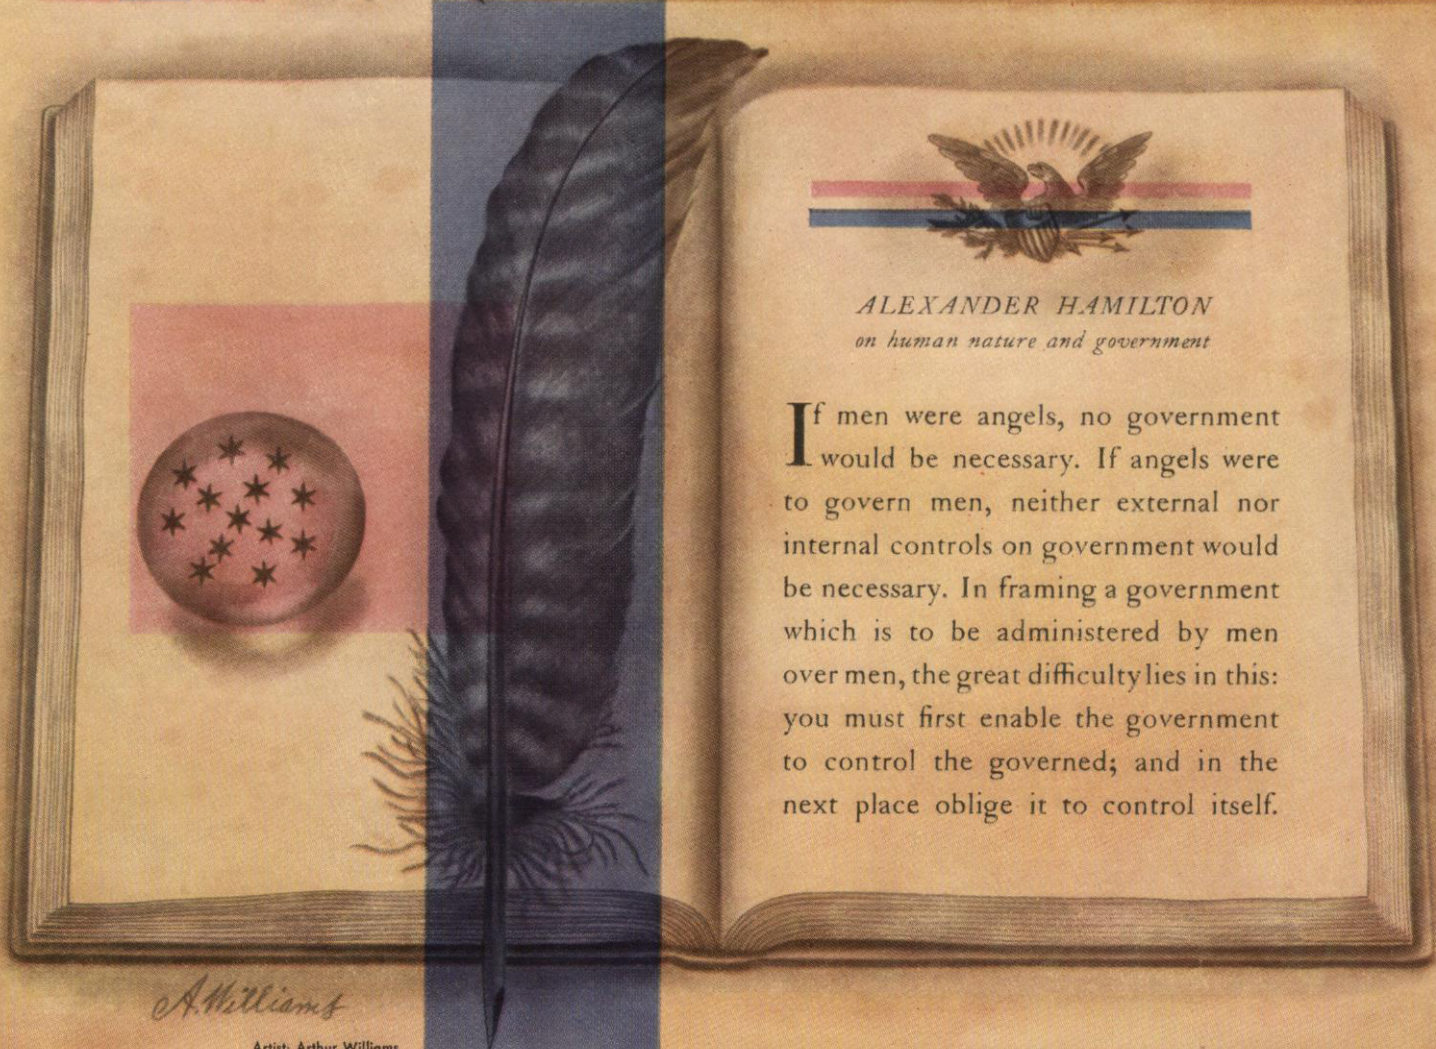 ALEXANDER HAMILTON
on human nature and government
If men were angels, no government
would be necessary. If angels were
to govern men, neither external nor
internal controls on government would
be necessary. In framing a government
which is to be administered by men
over men, the great difficulty lies in this:
you must first enable the government
to control the governed; and in the
next place oblige it to control itself.
A. Williams
Artist: Arthur Williams